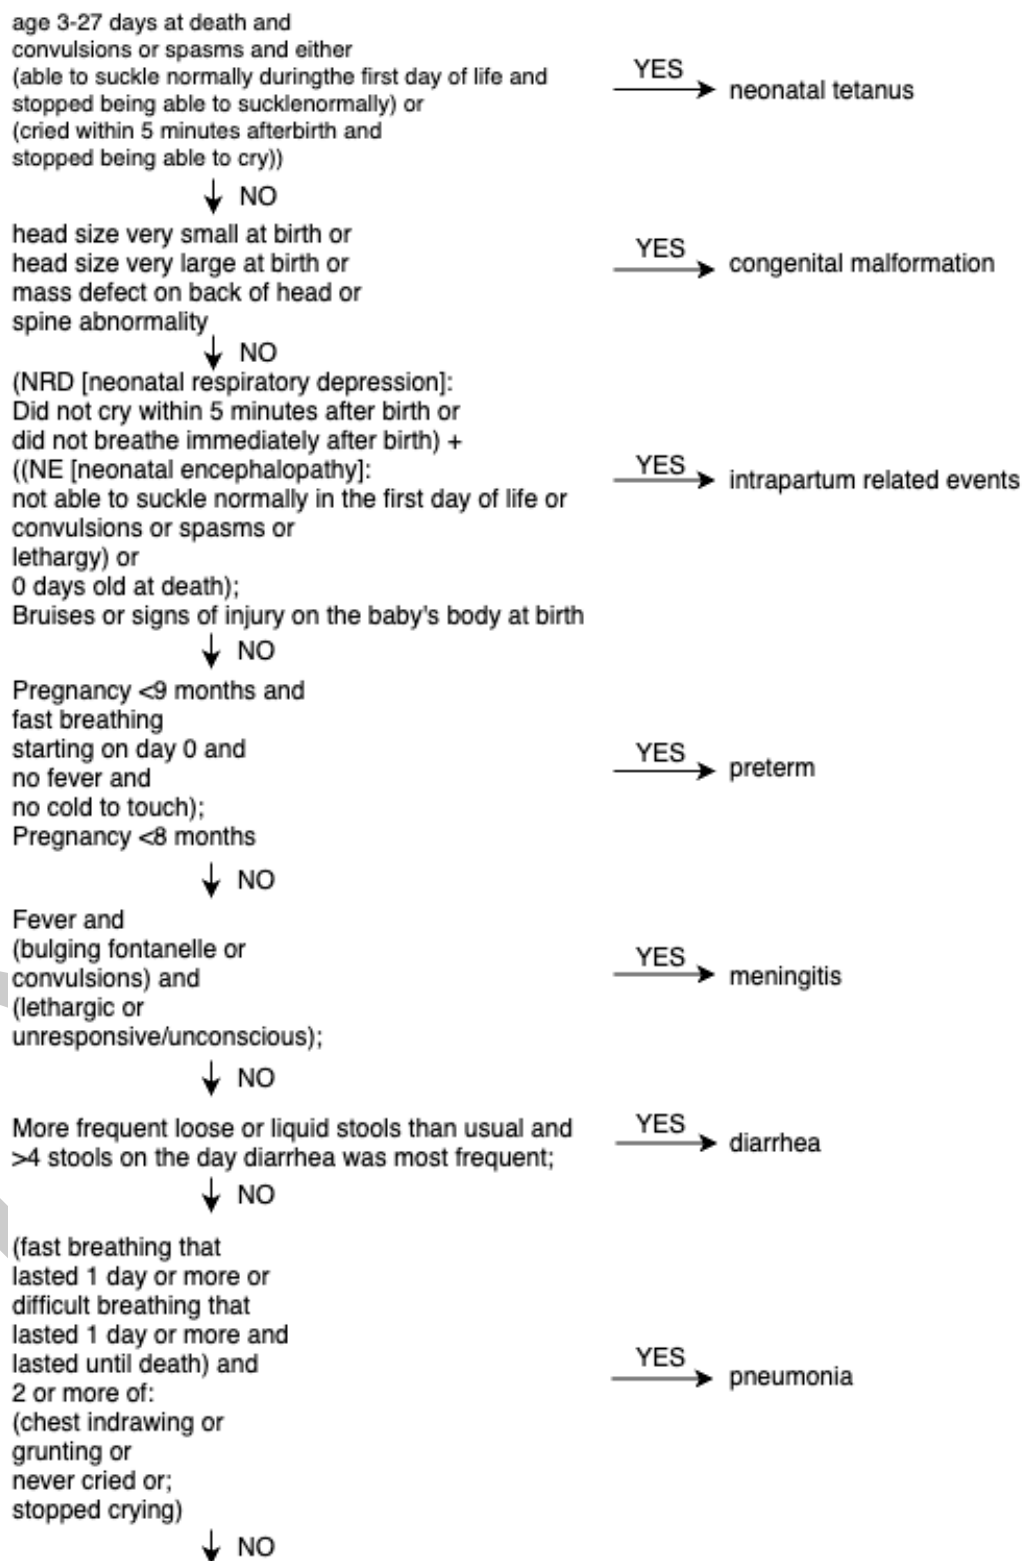 age 3-27 days at death and
convulsions or spasms and either
(able to suckle normally duringthe first day of life and
stopped being able to sucklenormally) or
(cried within 5 minutes afterbirth and
stopped being able to cry))
YES
neonatal tetanus
NO
head size very small at birth or
head size very large at birth or
mass defect on back of head or
spine abnormality
YES
congenital malformation
NO
(NRD [neonatal respiratory depression]:
Did not cry within 5 minutes after birth or
did not breathe immediately after birth) +
((NE [neonatal encephalopathy]:
not able to suckle normally in the first day of life or
convulsions or spasms or
lethargy) or
0 days old at death);
Bruises or signs of injury on the baby's body at birth
YES
intrapartum related events
NO
Pregnancy <9 months and
fast breathing
starting on day 0 and
no fever and
no cold to touch);
Pregnancy <8 months
YES
preterm
NO
Fever and
(bulging fontanelle or
convulsions) and
(lethargic or
unresponsive/unconscious);
YES
meningitis
NO
More frequent loose or liquid stools than usual and
>4 stools on the day diarrhea was most frequent;
YES
diarrhea
NO
(fast breathing that
lasted 1 day or more or
difficult breathing that
lasted 1 day or more and
lasted until death) and
2 or more of:
(chest indrawing or
grunting or
never cried or;
stopped crying)
YES
pneumonia
NO